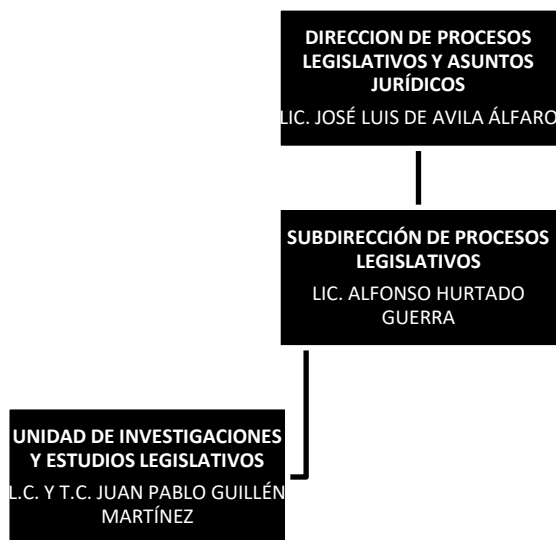 DIRECCION DE PROCESOS
LEGISLATIVOS Y ASUNTOS
JURÍDICOS
LIC. JOSÉ LUIS DE AVILA ÁLFARO
SUBDIRECCIÓN DE PROCESOS
LEGISLATIVOS
LIC. ALFONSO HURTADO
GUERRA
UNIDAD DE INVESTIGACIONES
Y ESTUDIOS LEGISLATIVOS
L.C. Y T.C. JUAN PABLO GUILLÉN
MARTÍNEZ